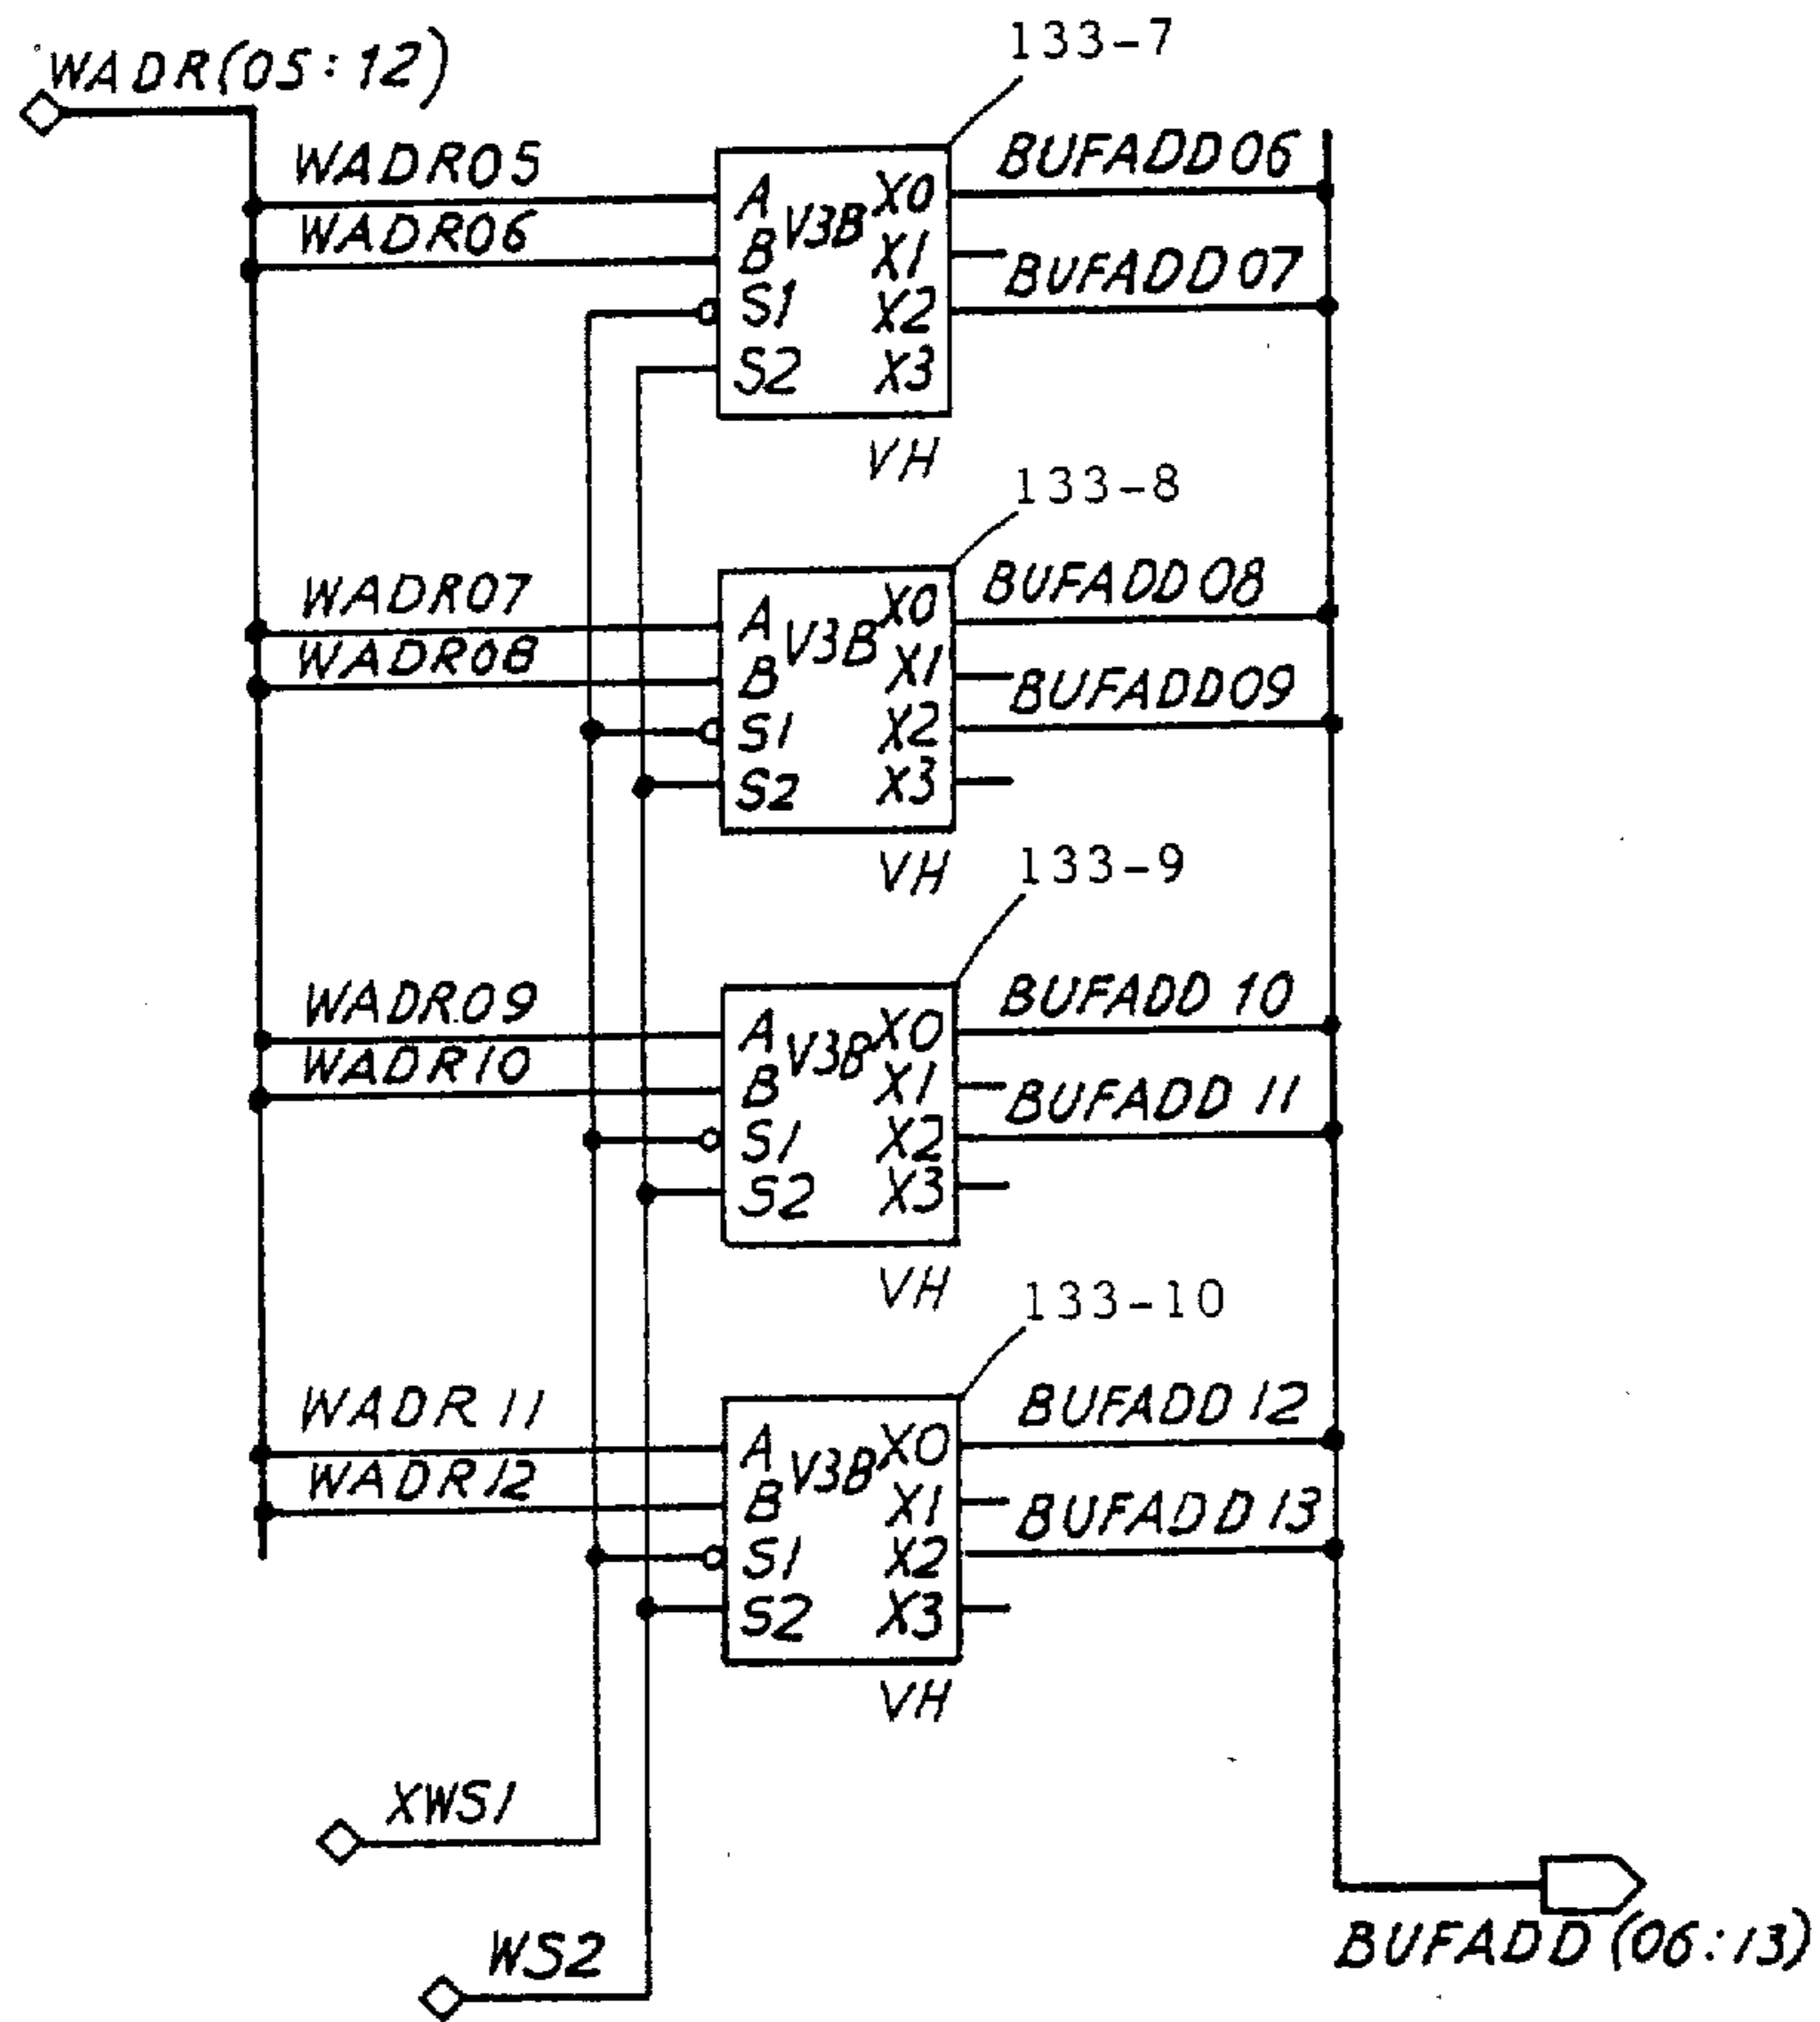 133-7
WADR(05:12)
WADR05
BUFADD06
A
X0
V3B
WADR06
B
X1
BUFADD07
S1
X2
S2
X3
VH
133-8
WADR07
BUFADD08
A
X0
V3B
WADR08
B
X1
BUFADD09
S1
X2
S2
X3
VH
133-9
WADR09
BUFADD 10
A
X0
V3B
WADR10
B
X1
BUFADD 11
S1
X2
S2
X3
VH
133-10
WADR 11
BUFADD 12
A
X0
V3B
WADR12
B
X1
BUFADD 13
S1
X2
S2
X3
VH
XWS1
WS2
BUFADD (06:13)